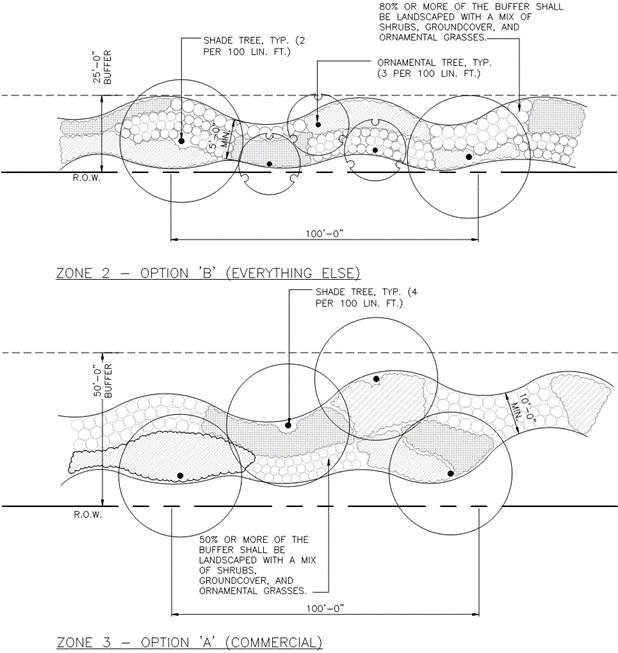 80% OR MORE OF THE BUFFER SHALL
BE LANDSCAPED WITH A MIX OF
SHRUBS, GROUNDCOVER, AND
ORNAMENTAL GRASSES.
SHADE TREE, TYP. (2
PER 100 LIN. FT.)
ORNAMENTAL TREE, TYP.
(3 PER 100 LIN. FT.)
25'-0"
BUFFER
5'-0"
MIN.
R.O.W.
100'-0"
ZONE 2 - OPTION 'B' (EVERYTHING ELSE)
SHADE TREE, TYP. (4
PER 100 LIN. FT.)
50'-0"
BUFFER
10'-0"
MIN.
R.O.W.
50% OR MORE OF THE
BUFFER SHALL BE
LANDSCAPED WITH A MIX
OF SHRUBS,
GROUNDCOVER, AND
ORNAMENTAL GRASSES.
100'-0"
ZONE 3 - OPTION 'A' (COMMERCIAL)